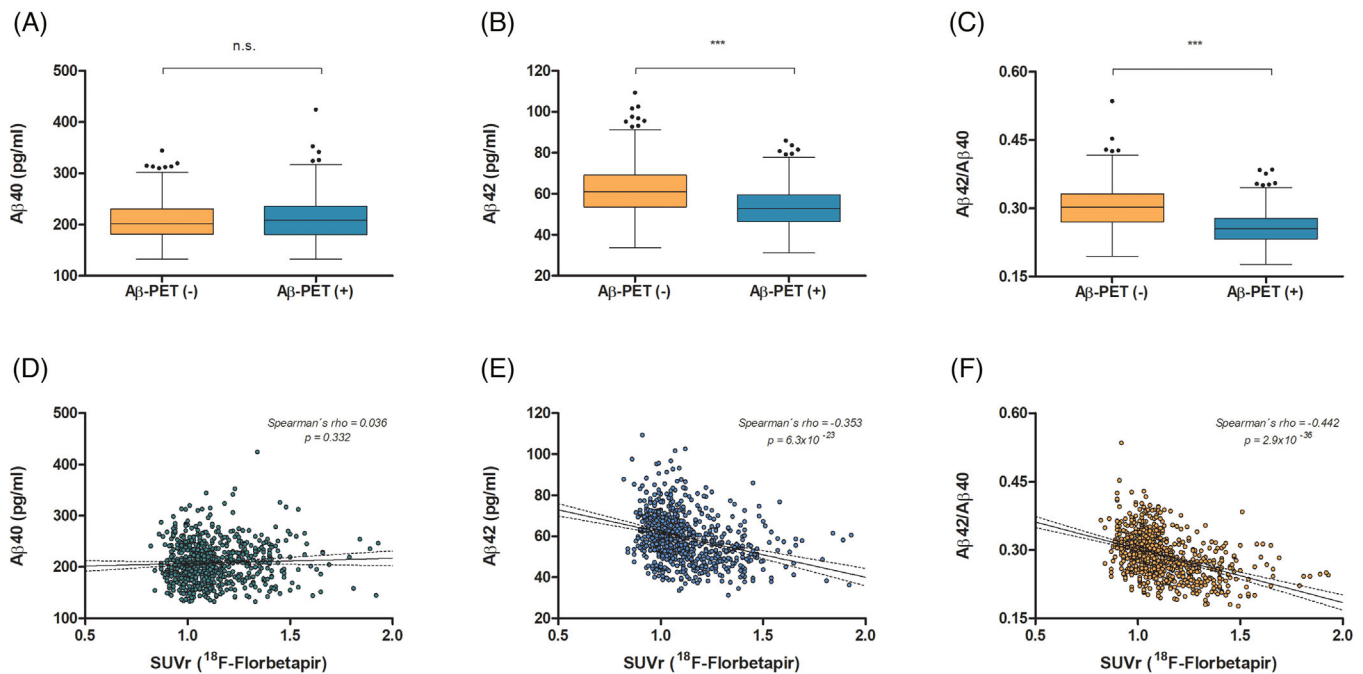 (A)
n.s.
500
400
300
200
100
Aβ40 (pg/ml)
Aβ-PET (-)
Aβ-PET (+)
(B)
***
120
100
80
60
40
20
Aβ42 (pg/ml)
Aβ-PET (-)
Aβ-PET (+)
(C)
***
0.60
0.45
0.30
0.15
Aβ42/Aβ40
Aβ-PET (-)
Aβ-PET (+)
(D)
Spearman´s rho = 0.036
p = 0.332
500
400
300
200
100
Aβ40 (pg/ml)
0.5 1.0 1.5 2.0
SUVr (¹⁸F-Florbetapir)
(E)
Spearman´s rho = -0.353
p = 6.3x10 ⁻²³
120
100
80
60
40
20
Aβ42 (pg/ml)
0.5 1.0 1.5 2.0
SUVr (¹⁸F-Florbetapir)
(F)
Spearman´s rho = -0.442
p = 2.9x10 ⁻³⁶
0.60
0.45
0.30
0.15
Aβ42/Aβ40
0.5 1.0 1.5 2.0
SUVr (¹⁸F-Florbetapir)